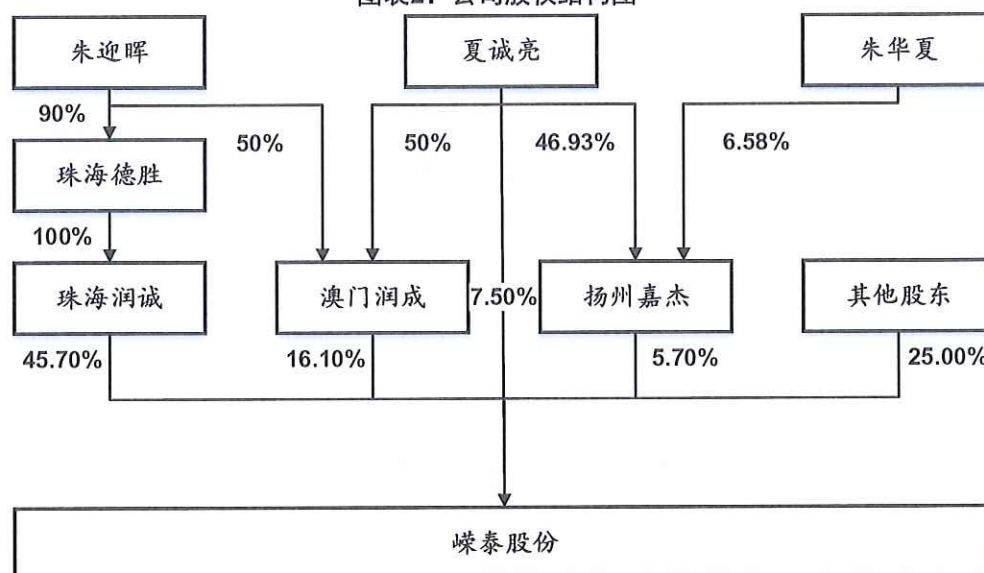 朱迎晖
夏诚亮
朱华夏
90%
50%
50%
46.93%
6.58%
珠海德胜
100%
珠海润诚
澳门润成
7.50%
扬州嘉杰
其他股东
45.70%
16.10%
5.70%
25.00%
嵘泰股份